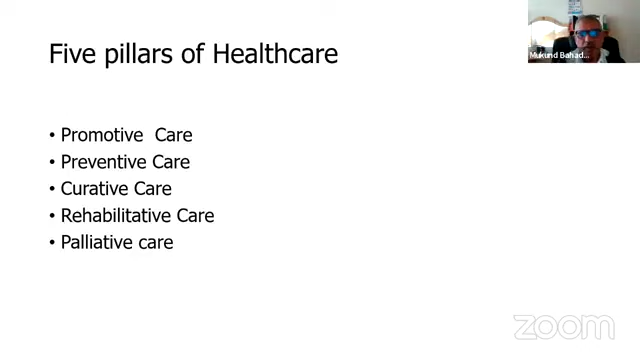 Five pillars of Healthcare
Mukund Bahad...
• Promotive  Care
• Preventive Care
• Curative Care
• Rehabilitative Care
• Palliative care
zoom